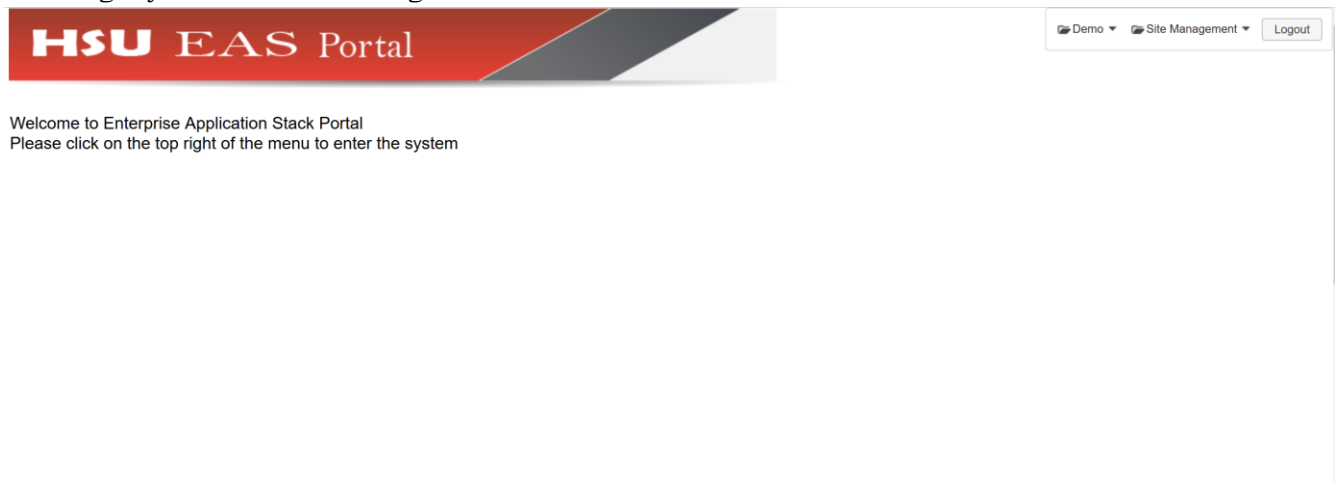 HSU EAS Portal
Demo Site Management Logout
Welcome to Enterprise Application Stack Portal
Please click on the top right of the menu to enter the system